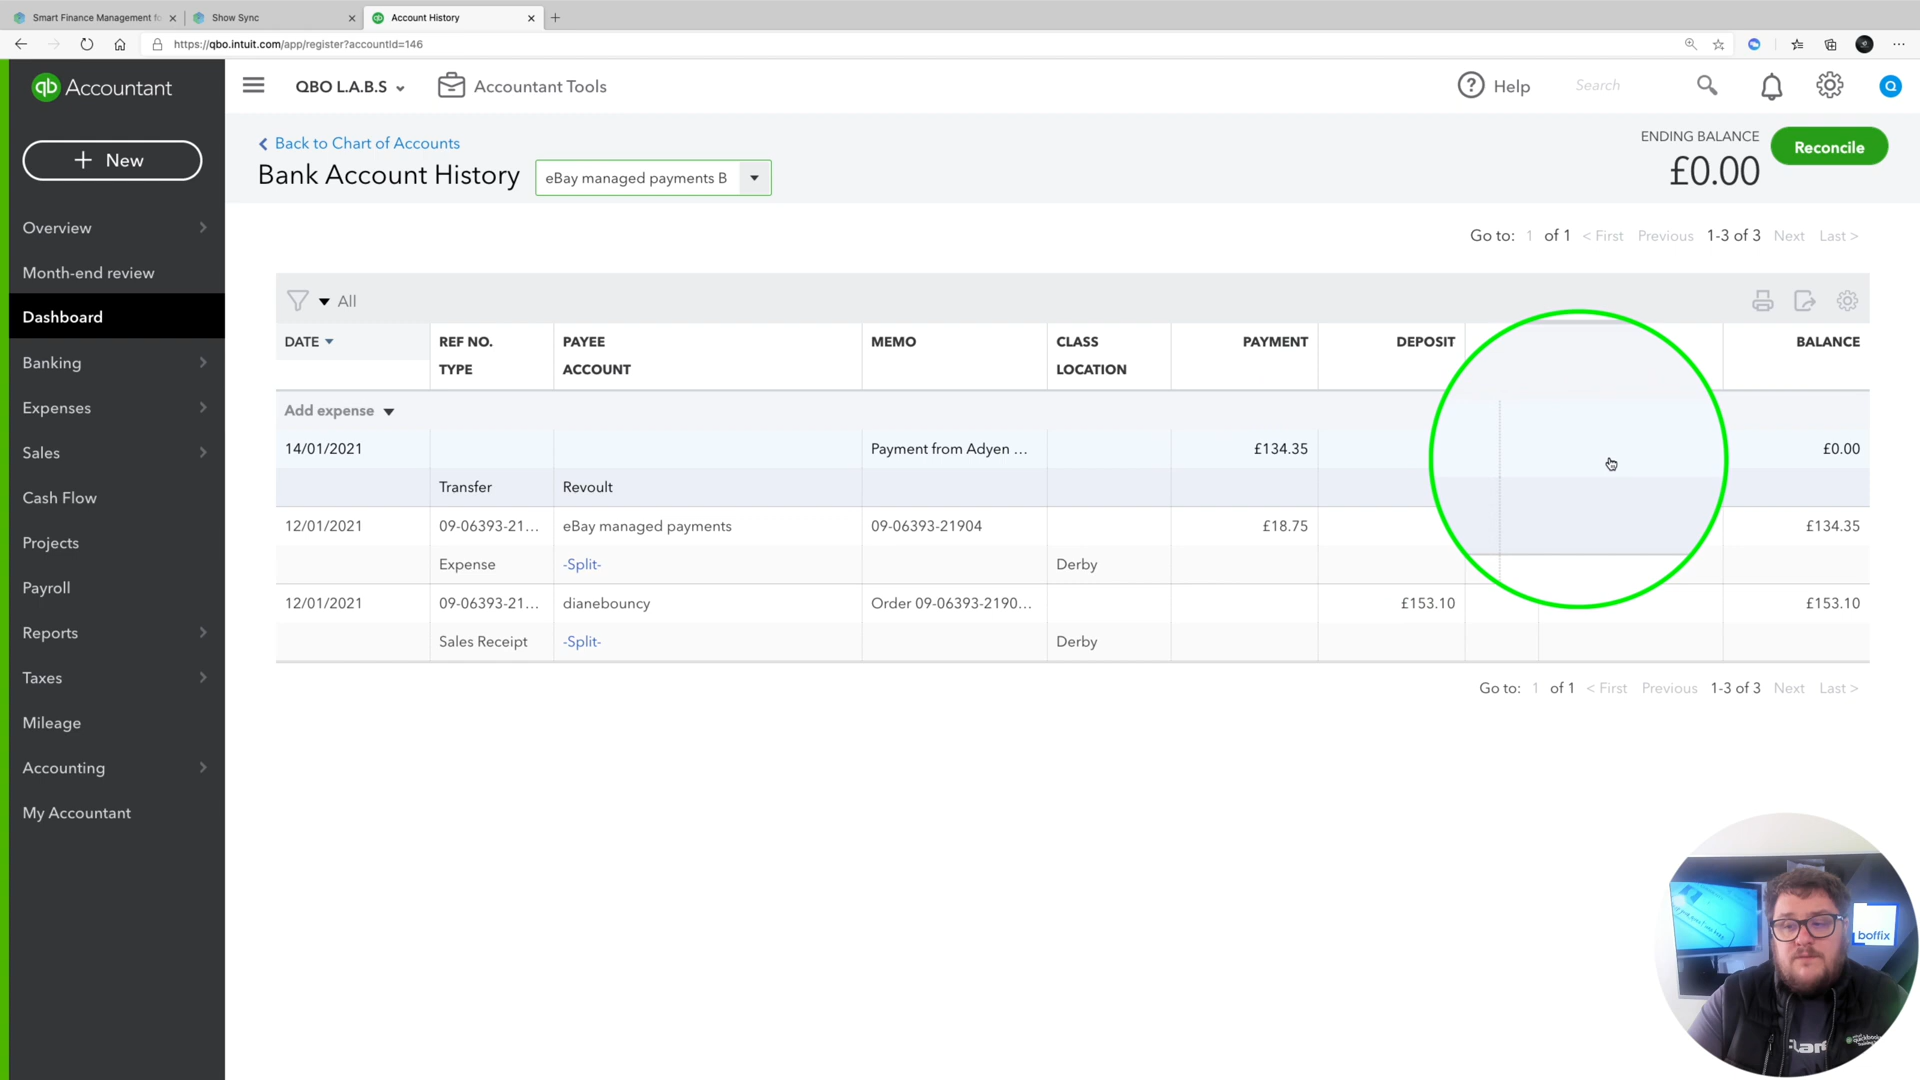 Smart Finance Management fo
Show Sync
Account History
https://qbo.intuit.com/app/register?accountId=146
qb Accountant
QBO L.A.B.S
Accountant Tools
Help
Search
Q
+ New
Overview
Month-end review
Dashboard
Banking
Expenses
Sales
Cash Flow
Projects
Payroll
Reports
Taxes
Mileage
Accounting
My Accountant
Back to Chart of Accounts
Bank Account History
eBay managed payments B
ENDING BALANCE
£0.00
Reconcile
Go to: 1 of 1 < First Previous 1-3 of 3 Next Last >
All
DATE REF NO. PAYEE MEMO CLASS PAYMENT DEPOSIT BALANCE
TYPE ACCOUNT LOCATION
Add expense
14/01/2021 Payment from Adyen ... £134.35 £0.00
Transfer Revoult
12/01/2021 09-06393-21... eBay managed payments 09-06393-21904 £18.75 £134.35
Expense -Split- Derby
12/01/2021 09-06393-21... dianebouncy Order 09-06393-2190... £153.10 £153.10
Sales Receipt -Split- Derby
Go to: 1 of 1 < First Previous 1-3 of 3 Next Last >
boffix